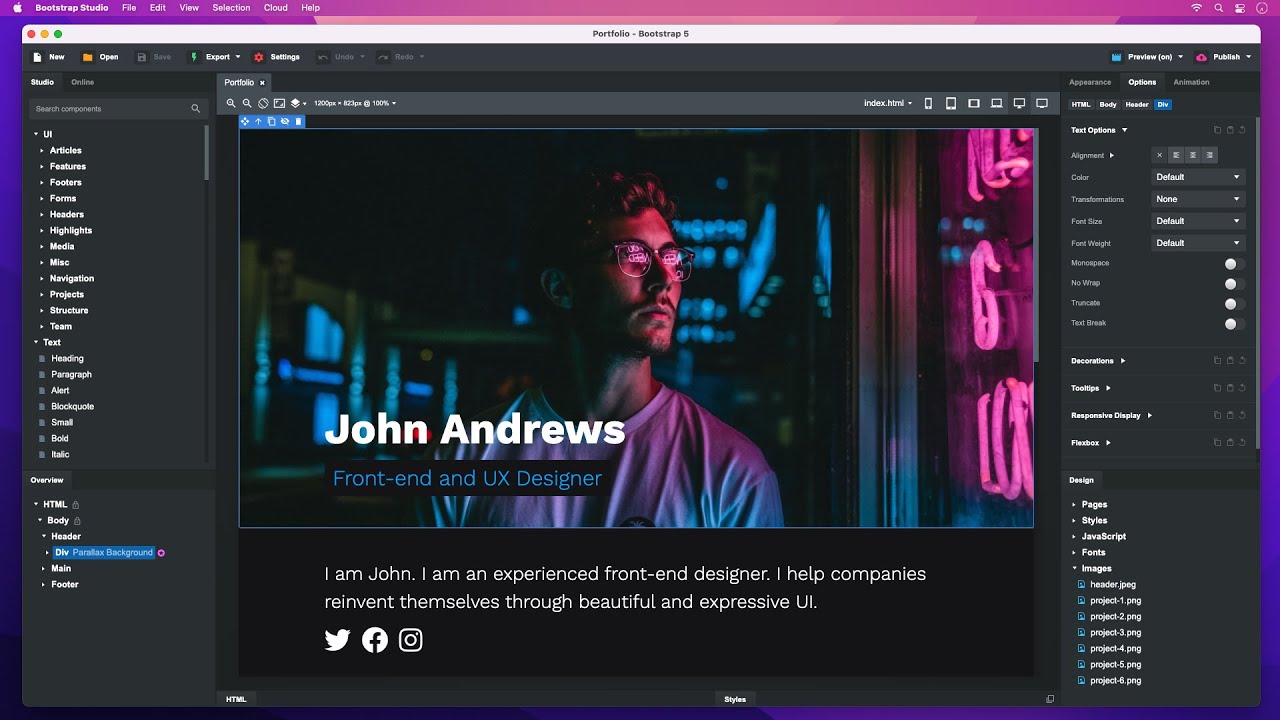 Bootstrap Studio File Edit View Selection Cloud Help
Portfolio - Bootstrap 5
New Open Save Export Settings Undo Redo Preview (on) Publish
Studio Online
Search components
UI
Articles
Features
Footers
Forms
Headers
Highlights
Media
Misc
Navigation
Projects
Structure
Team
Text
Heading
Paragraph
Alert
Blockquote
Small
Bold
Italic
Overview
HTML
Body
Header
Div Parallax Background
Main
Footer
Portfolio
1200px × 823px @ 100%
index.html
John Andrews
Front-end and UX Designer
I am John. I am an experienced front-end designer. I help companies
reinvent themselves through beautiful and expressive UI.
HTML Styles
Appearance Options Animation
HTML Body Header Div
Text Options
Alignment
Color Default
Transformations None
Font Size Default
Font Weight Default
Monospace
No Wrap
Truncate
Text Break
Decorations
Tooltips
Responsive Display
Flexbox
Design
Pages
Styles
JavaScript
Fonts
Images
header.jpeg
project-1.png
project-2.png
project-3.png
project-4.png
project-5.png
project-6.png